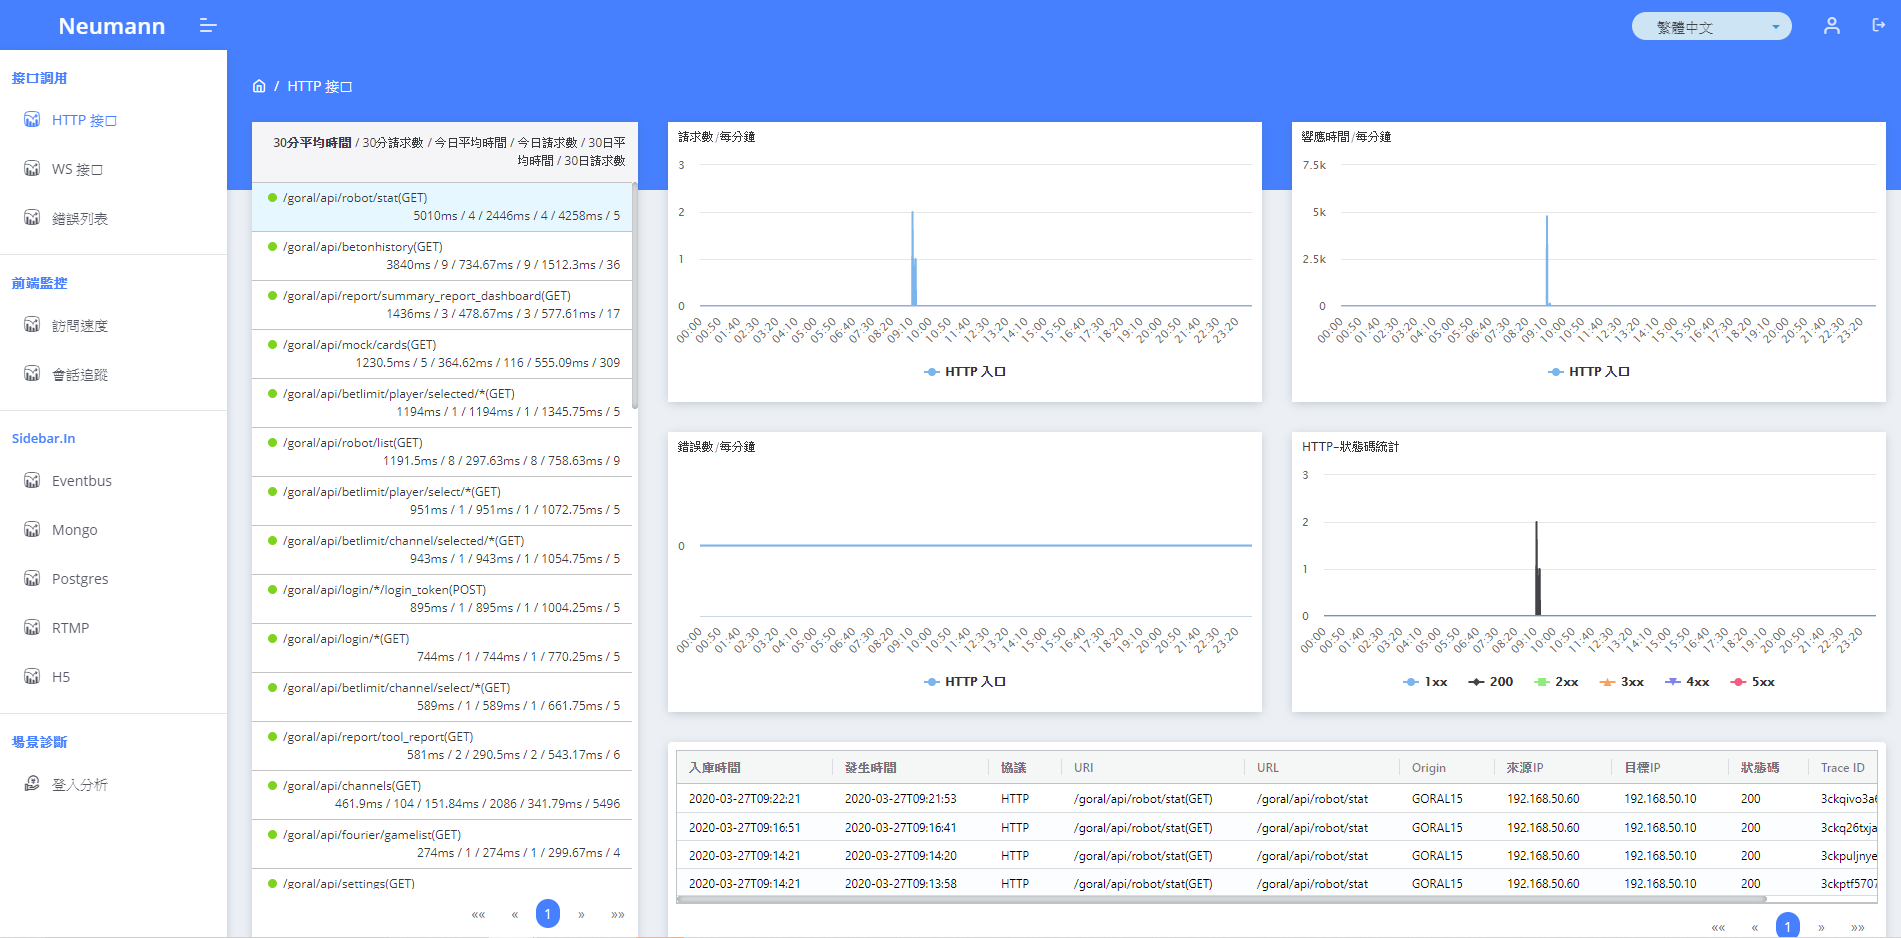 Neumann
繁體中文
接口調用
HTTP 接口
WS 接口
錯誤列表
前端監控
訪問速度
會話追蹤
Sidebar.In
Eventbus
Mongo
Postgres
RTMP
H5
場景診斷
登入分析
/ HTTP 接口
30分平均時間 / 30分請求數 / 今日平均時間 / 今日請求數 / 30日平
均時間 / 30日請求數
/goral/api/robot/stat(GET)
5010ms / 4 / 2446ms / 4 / 4258ms / 5
/goral/api/betonhistory(GET)
3840ms / 9 / 734.67ms / 9 / 1512.3ms / 36
/goral/api/report/summary_report_dashboard(GET)
1436ms / 3 / 478.67ms / 3 / 577.61ms / 17
/goral/api/mock/cards(GET)
1230.5ms / 5 / 364.62ms / 116 / 555.09ms / 309
/goral/api/betlimit/player/selected/*(GET)
1194ms / 1 / 1194ms / 1 / 1345.75ms / 5
/goral/api/robot/list(GET)
1191.5ms / 8 / 297.63ms / 8 / 758.63ms / 9
/goral/api/betlimit/player/select/*(GET)
951ms / 1 / 951ms / 1 / 1072.75ms / 5
/goral/api/betlimit/channel/selected/*(GET)
943ms / 1 / 943ms / 1 / 1054.75ms / 5
/goral/api/login/*/login_token(POST)
895ms / 1 / 895ms / 1 / 1004.25ms / 5
/goral/api/login/*(GET)
744ms / 1 / 744ms / 1 / 770.25ms / 5
/goral/api/betlimit/channel/select/*(GET)
589ms / 1 / 589ms / 1 / 661.75ms / 5
/goral/api/report/tool_report(GET)
581ms / 2 / 290.5ms / 2 / 543.17ms / 6
/goral/api/channels(GET)
461.9ms / 104 / 151.84ms / 2086 / 341.79ms / 5496
/goral/api/fourier/gamelist(GET)
274ms / 1 / 274ms / 1 / 299.67ms / 4
/goral/api/settings(GET)
«« « 1 » »»
請求數/每分鐘
3
2
1
0
00:00 00:50 01:40 02:30 03:20 04:10 05:00 05:50 06:40 07:30 08:20 09:10 10:00 10:50 11:40 12:30 13:20 14:10 15:00 15:50 16:40 17:30 18:20 19:10 20:00 20:50 21:40 22:30 23:20
HTTP 入口
響應時間/每分鐘
7.5k
5k
2.5k
0
00:00 00:50 01:40 02:30 03:20 04:10 05:00 05:50 06:40 07:30 08:20 09:10 10:00 10:50 11:40 12:30 13:20 14:10 15:00 15:50 16:40 17:30 18:20 19:10 20:00 20:50 21:40 22:30 23:20
HTTP 入口
錯誤數/每分鐘
0
00:00 00:50 01:40 02:30 03:20 04:10 05:00 05:50 06:40 07:30 08:20 09:10 10:00 10:50 11:40 12:30 13:20 14:10 15:00 15:50 16:40 17:30 18:20 19:10 20:00 20:50 21:40 22:30 23:20
HTTP 入口
HTTP-狀態碼統計
3
2
1
0
00:00 00:50 01:40 02:30 03:20 04:10 05:00 05:50 06:40 07:30 08:20 09:10 10:00 10:50 11:40 12:30 13:20 14:10 15:00 15:50 16:40 17:30 18:20 19:10 20:00 20:50 21:40 22:30 23:20
1xx 200 2xx 3xx 4xx 5xx
入庫時間 發生時間 協議 URI URL Origin 來源IP 目標IP 狀態碼 Trace ID
2020-03-27T09:22:21 2020-03-27T09:21:53 HTTP /goral/api/robot/stat(GET) /goral/api/robot/stat GORAL15 192.168.50.60 192.168.50.10 200 3ckqivo3a
2020-03-27T09:16:51 2020-03-27T09:16:41 HTTP /goral/api/robot/stat(GET) /goral/api/robot/stat GORAL15 192.168.50.60 192.168.50.10 200 3ckq26txja
2020-03-27T09:14:21 2020-03-27T09:14:20 HTTP /goral/api/robot/stat(GET) /goral/api/robot/stat GORAL15 192.168.50.60 192.168.50.10 200 3ckpuljnye
2020-03-27T09:14:21 2020-03-27T09:13:58 HTTP /goral/api/robot/stat(GET) /goral/api/robot/stat GORAL15 192.168.50.60 192.168.50.10 200 3ckptf5707
«« « 1 » »»